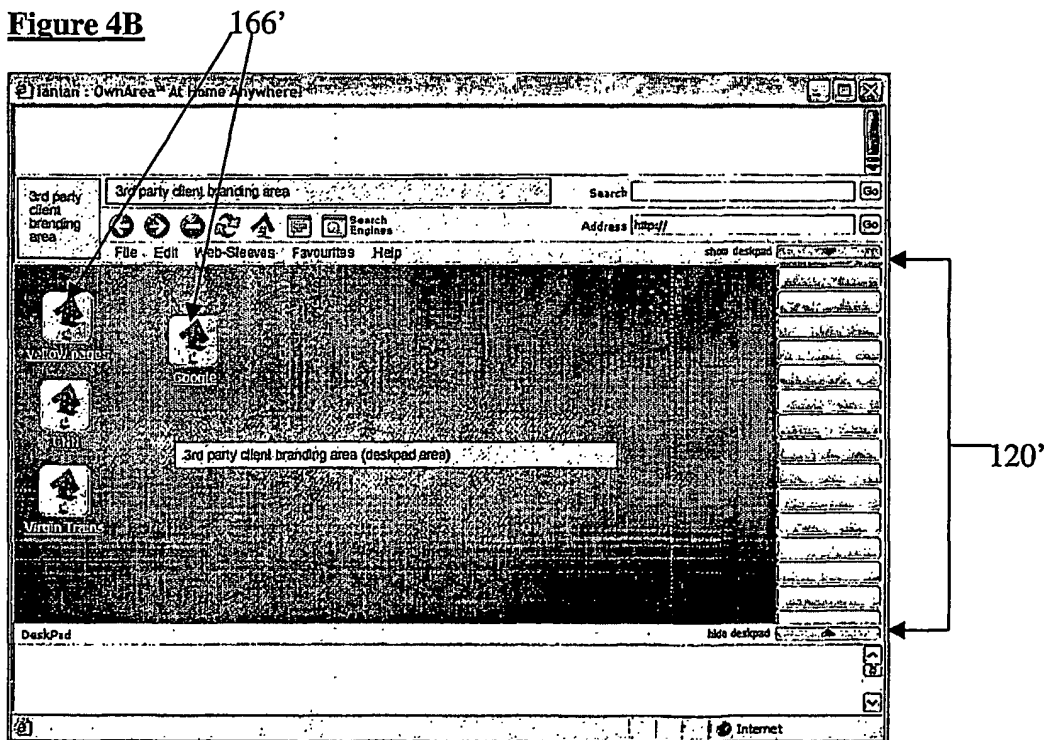 Figure 4B
166’
Ianian : OwnArea™ At Home Anywhere!
3rd party client branding area
3rd party client branding area
Search
Go
Search Engines
Address http://
Go
File Edit Web-Sleeves Favourites Help
show deskpad
yellow pages
Google
Virgin Trains
3rd party client branding area (deskpad area)
120’
DeskPad
hide deskpad
Internet